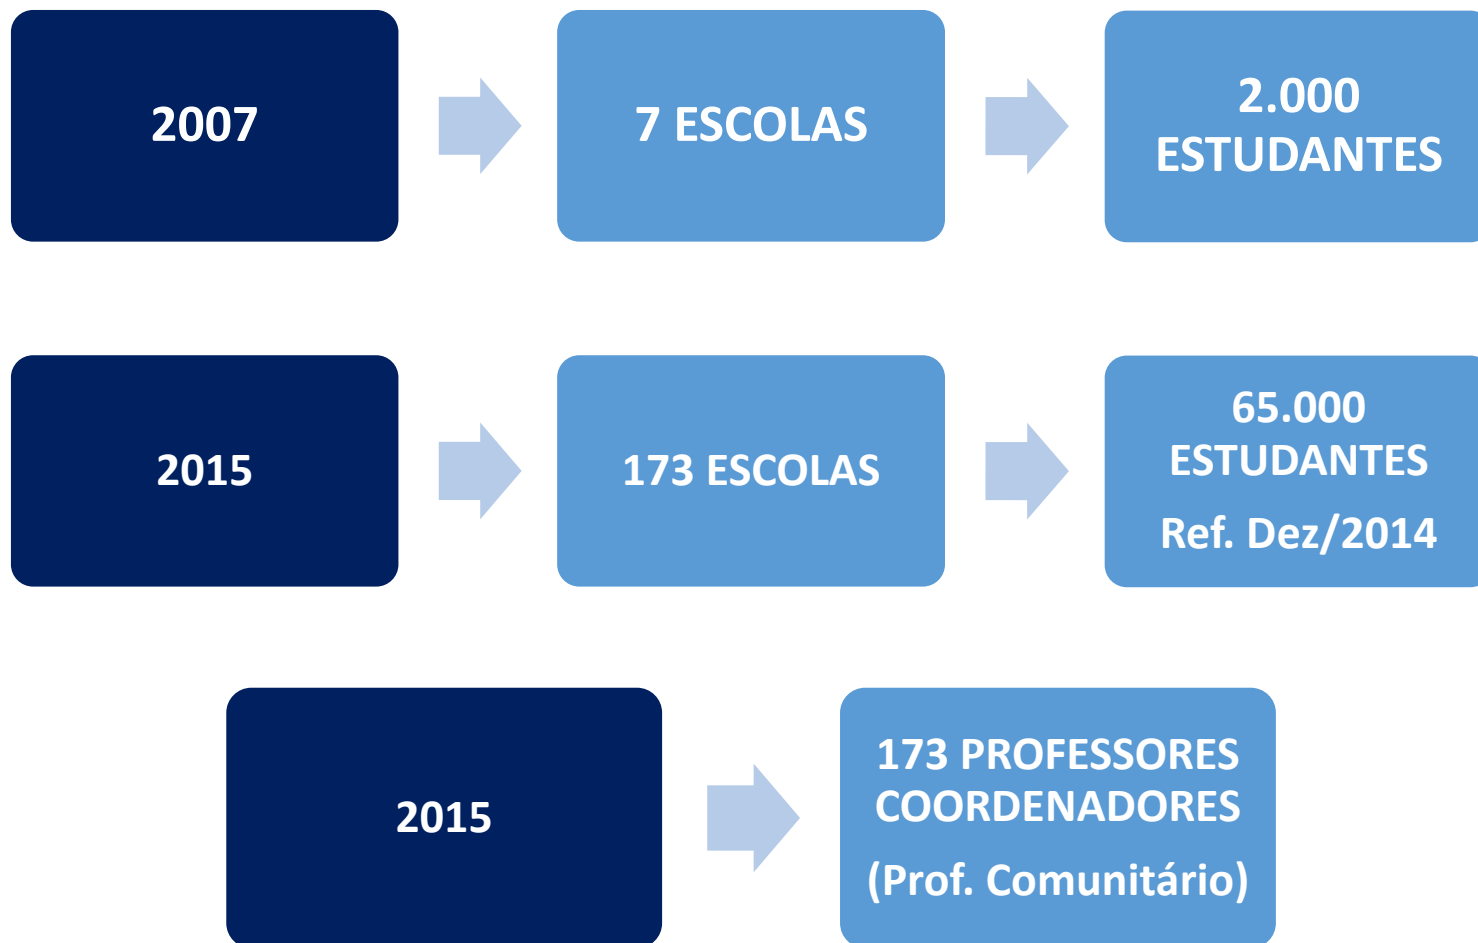 2007
7 ESCOLAS
2.000
ESTUDANTES
2015
173 ESCOLAS
65.000
ESTUDANTES
Ref. Dez/2014
2015
173 PROFESSORES
COORDENADORES
(Prof. Comunitário)